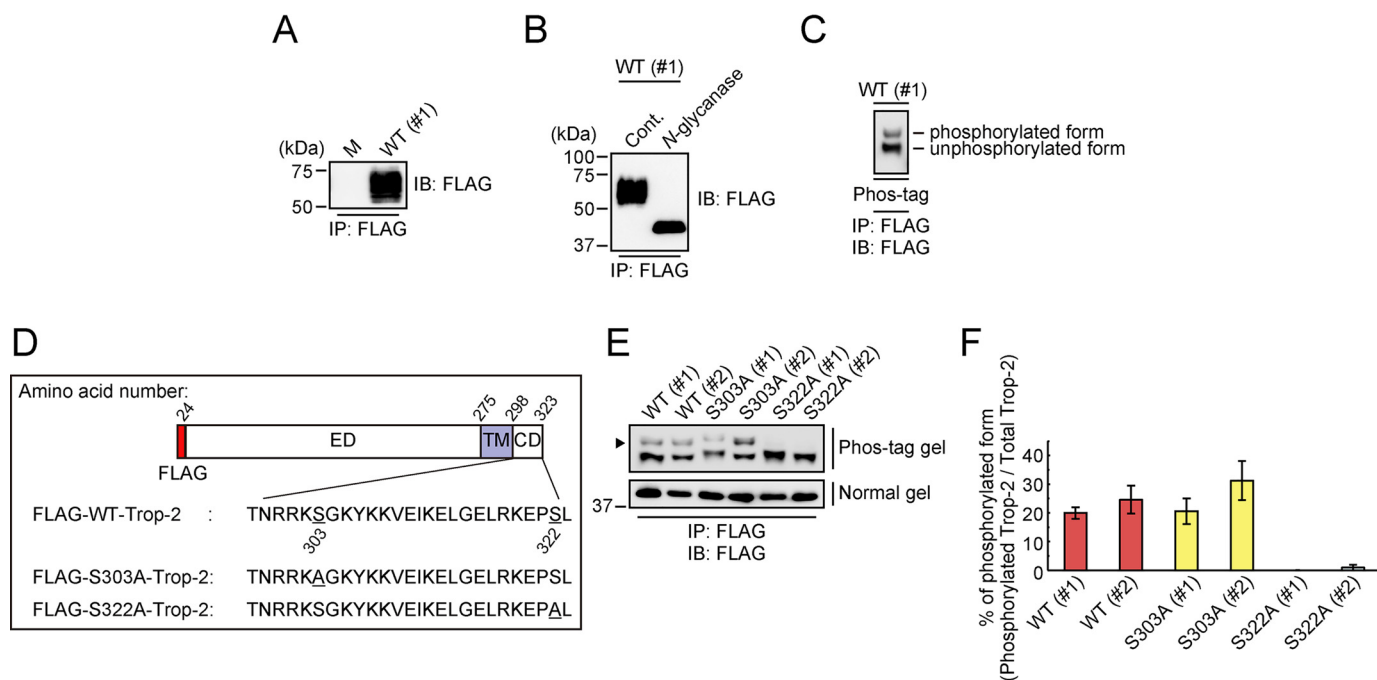 A
(kDa)
M
WT (#1)
75
50
IB: FLAG
IP: FLAG
B
WT (#1)
(kDa)
Cont.
N-glycanase
100
75
50
37
IB: FLAG
IP: FLAG
C
WT (#1)
phosphorylated form
unphosphorylated form
Phos-tag
IP: FLAG
IB: FLAG
D
Amino acid number:
24
275
298
323
ED
TM
CD
FLAG
FLAG-WT-Trop-2 : TNRRKSGKYKKVEIKELGELRKEPSL
303
322
FLAG-S303A-Trop-2: TNRRKAGKYKKVEIKELGELRKEPSL
FLAG-S322A-Trop-2: TNRRKSGKYKKVEIKELGELRKEPAL
E
WT (#1)
WT (#2)
S303A (#1)
S303A (#2)
S322A (#1)
S322A (#2)
Phos-tag gel
Normal gel
37
IP: FLAG
IB: FLAG
F
% of phosphorylated form
(Phosphorylated Trop-2 / Total Trop-2)
40
30
20
10
0
WT (#1)
WT (#2)
S303A (#1)
S303A (#2)
S322A (#1)
S322A (#2)